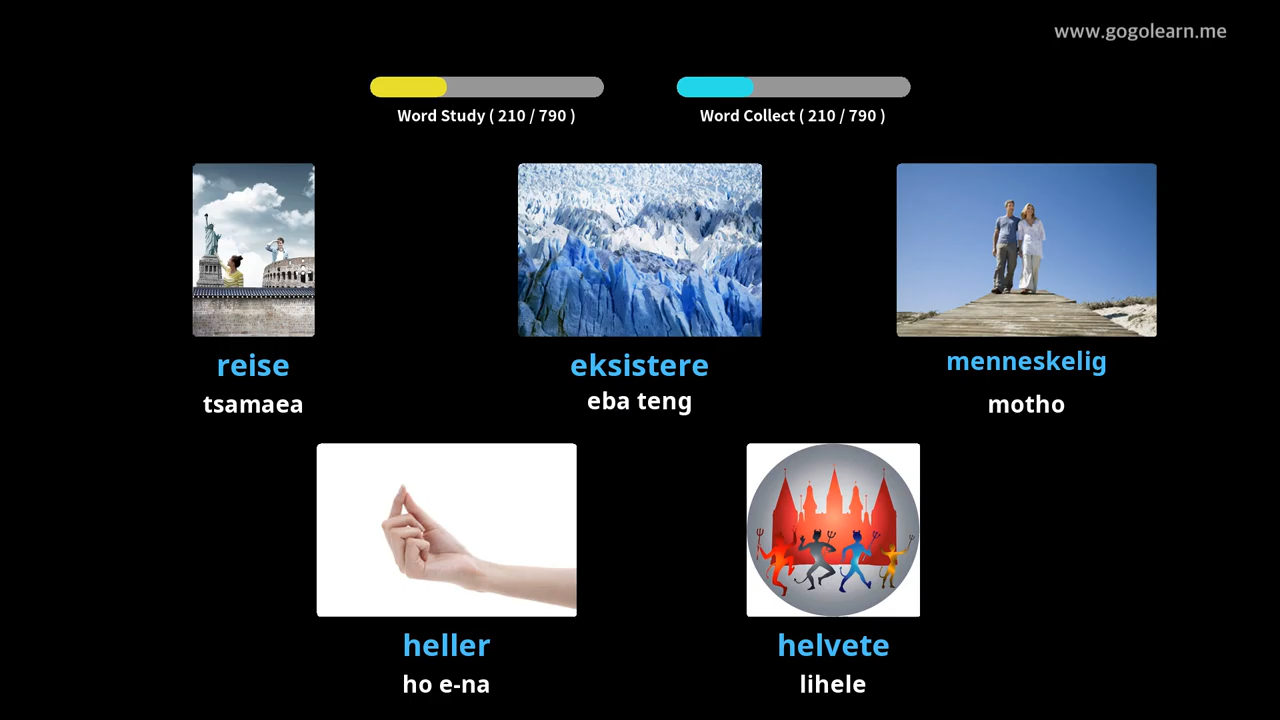 www.gogolearn.me
Word Study ( 210 / 790 )
Word Collect ( 210 / 790 )
reise
tsamaea
eksistere
eba teng
menneskelig
motho
heller
ho e-na
helvete
lihele